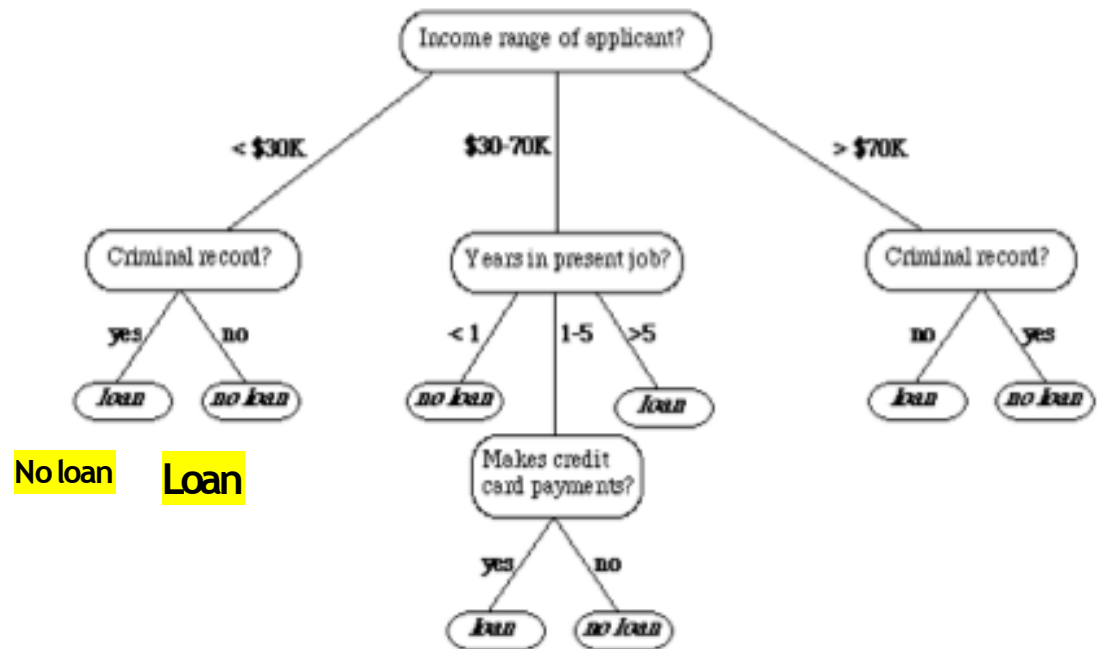 Income range of applicant?
< $30K
$30-70K
> $70K
Criminal record?
Years in present job?
Criminal record?
yes
no
< 1
1-5
>5
no
yes
loan
no loan
no loan
loan
loan
no loan
No loan
Loan
Makes credit
card payments?
yes
no
loan
no loan